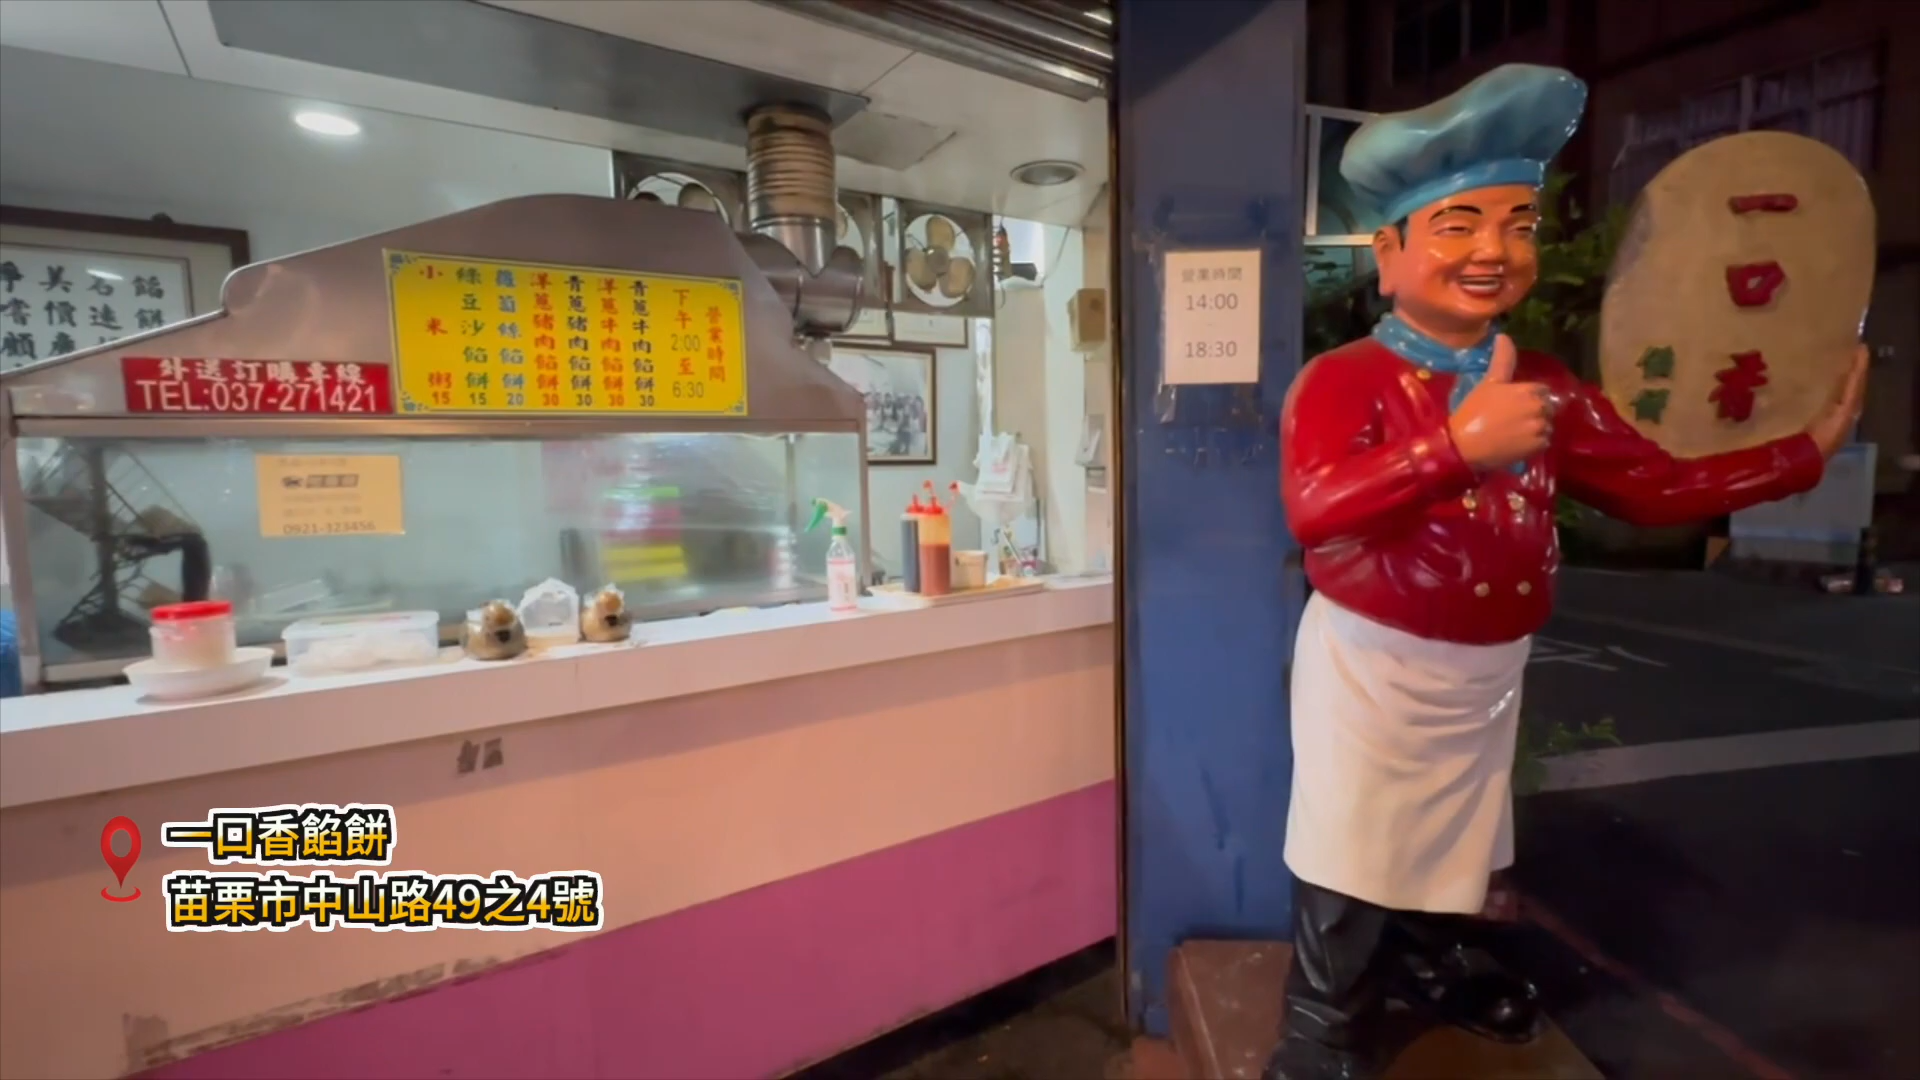 外送訂購專線
TEL:037-271421
小米粥 15
綠豆沙餡餅 15
蘿蔔絲餡餅 20
洋蔥豬肉餡餅 30
青蔥豬肉餡餅 30
洋蔥牛肉餡餅 30
青蔥牛肉餡餅 30
營業時間
下午2:00至6:30
0921-323456
營業時間
14:00
18:30
一口香
一口香餡餅
苗栗市中山路49之4號